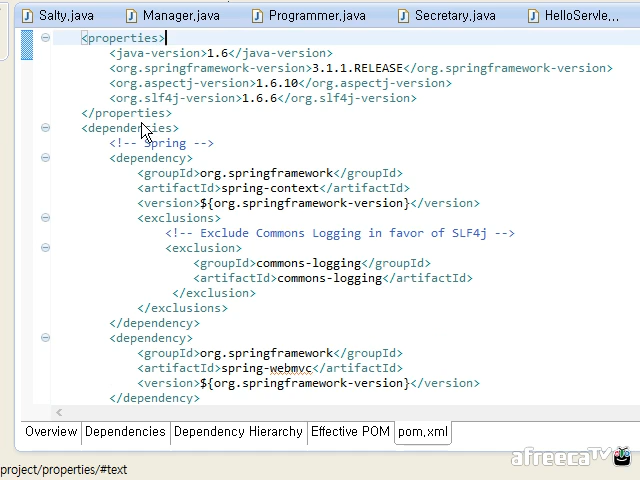 Salty.java Manager.java Programmer.java Secretary.java HelloServle...
<properties>
<java-version>1.6</java-version>
<org.springframework-version>3.1.1.RELEASE</org.springframework-version>
<org.aspectj-version>1.6.10</org.aspectj-version>
<org.slf4j-version>1.6.6</org.slf4j-version>
</properties>
<dependencies>
<!-- Spring -->
<dependency>
<groupId>org.springframework</groupId>
<artifactId>spring-context</artifactId>
<version>${org.springframework-version}</version>
<exclusions>
<!-- Exclude Commons Logging in favor of SLF4j -->
<exclusion>
<groupId>commons-logging</groupId>
<artifactId>commons-logging</artifactId>
</exclusion>
</exclusions>
</dependency>
<dependency>
<groupId>org.springframework</groupId>
<artifactId>spring-webmvc</artifactId>
<version>${org.springframework-version}</version>
</dependency>
Overview Dependencies Dependency Hierarchy Effective POM pom.xml
afreecaTV
project/properties/#text